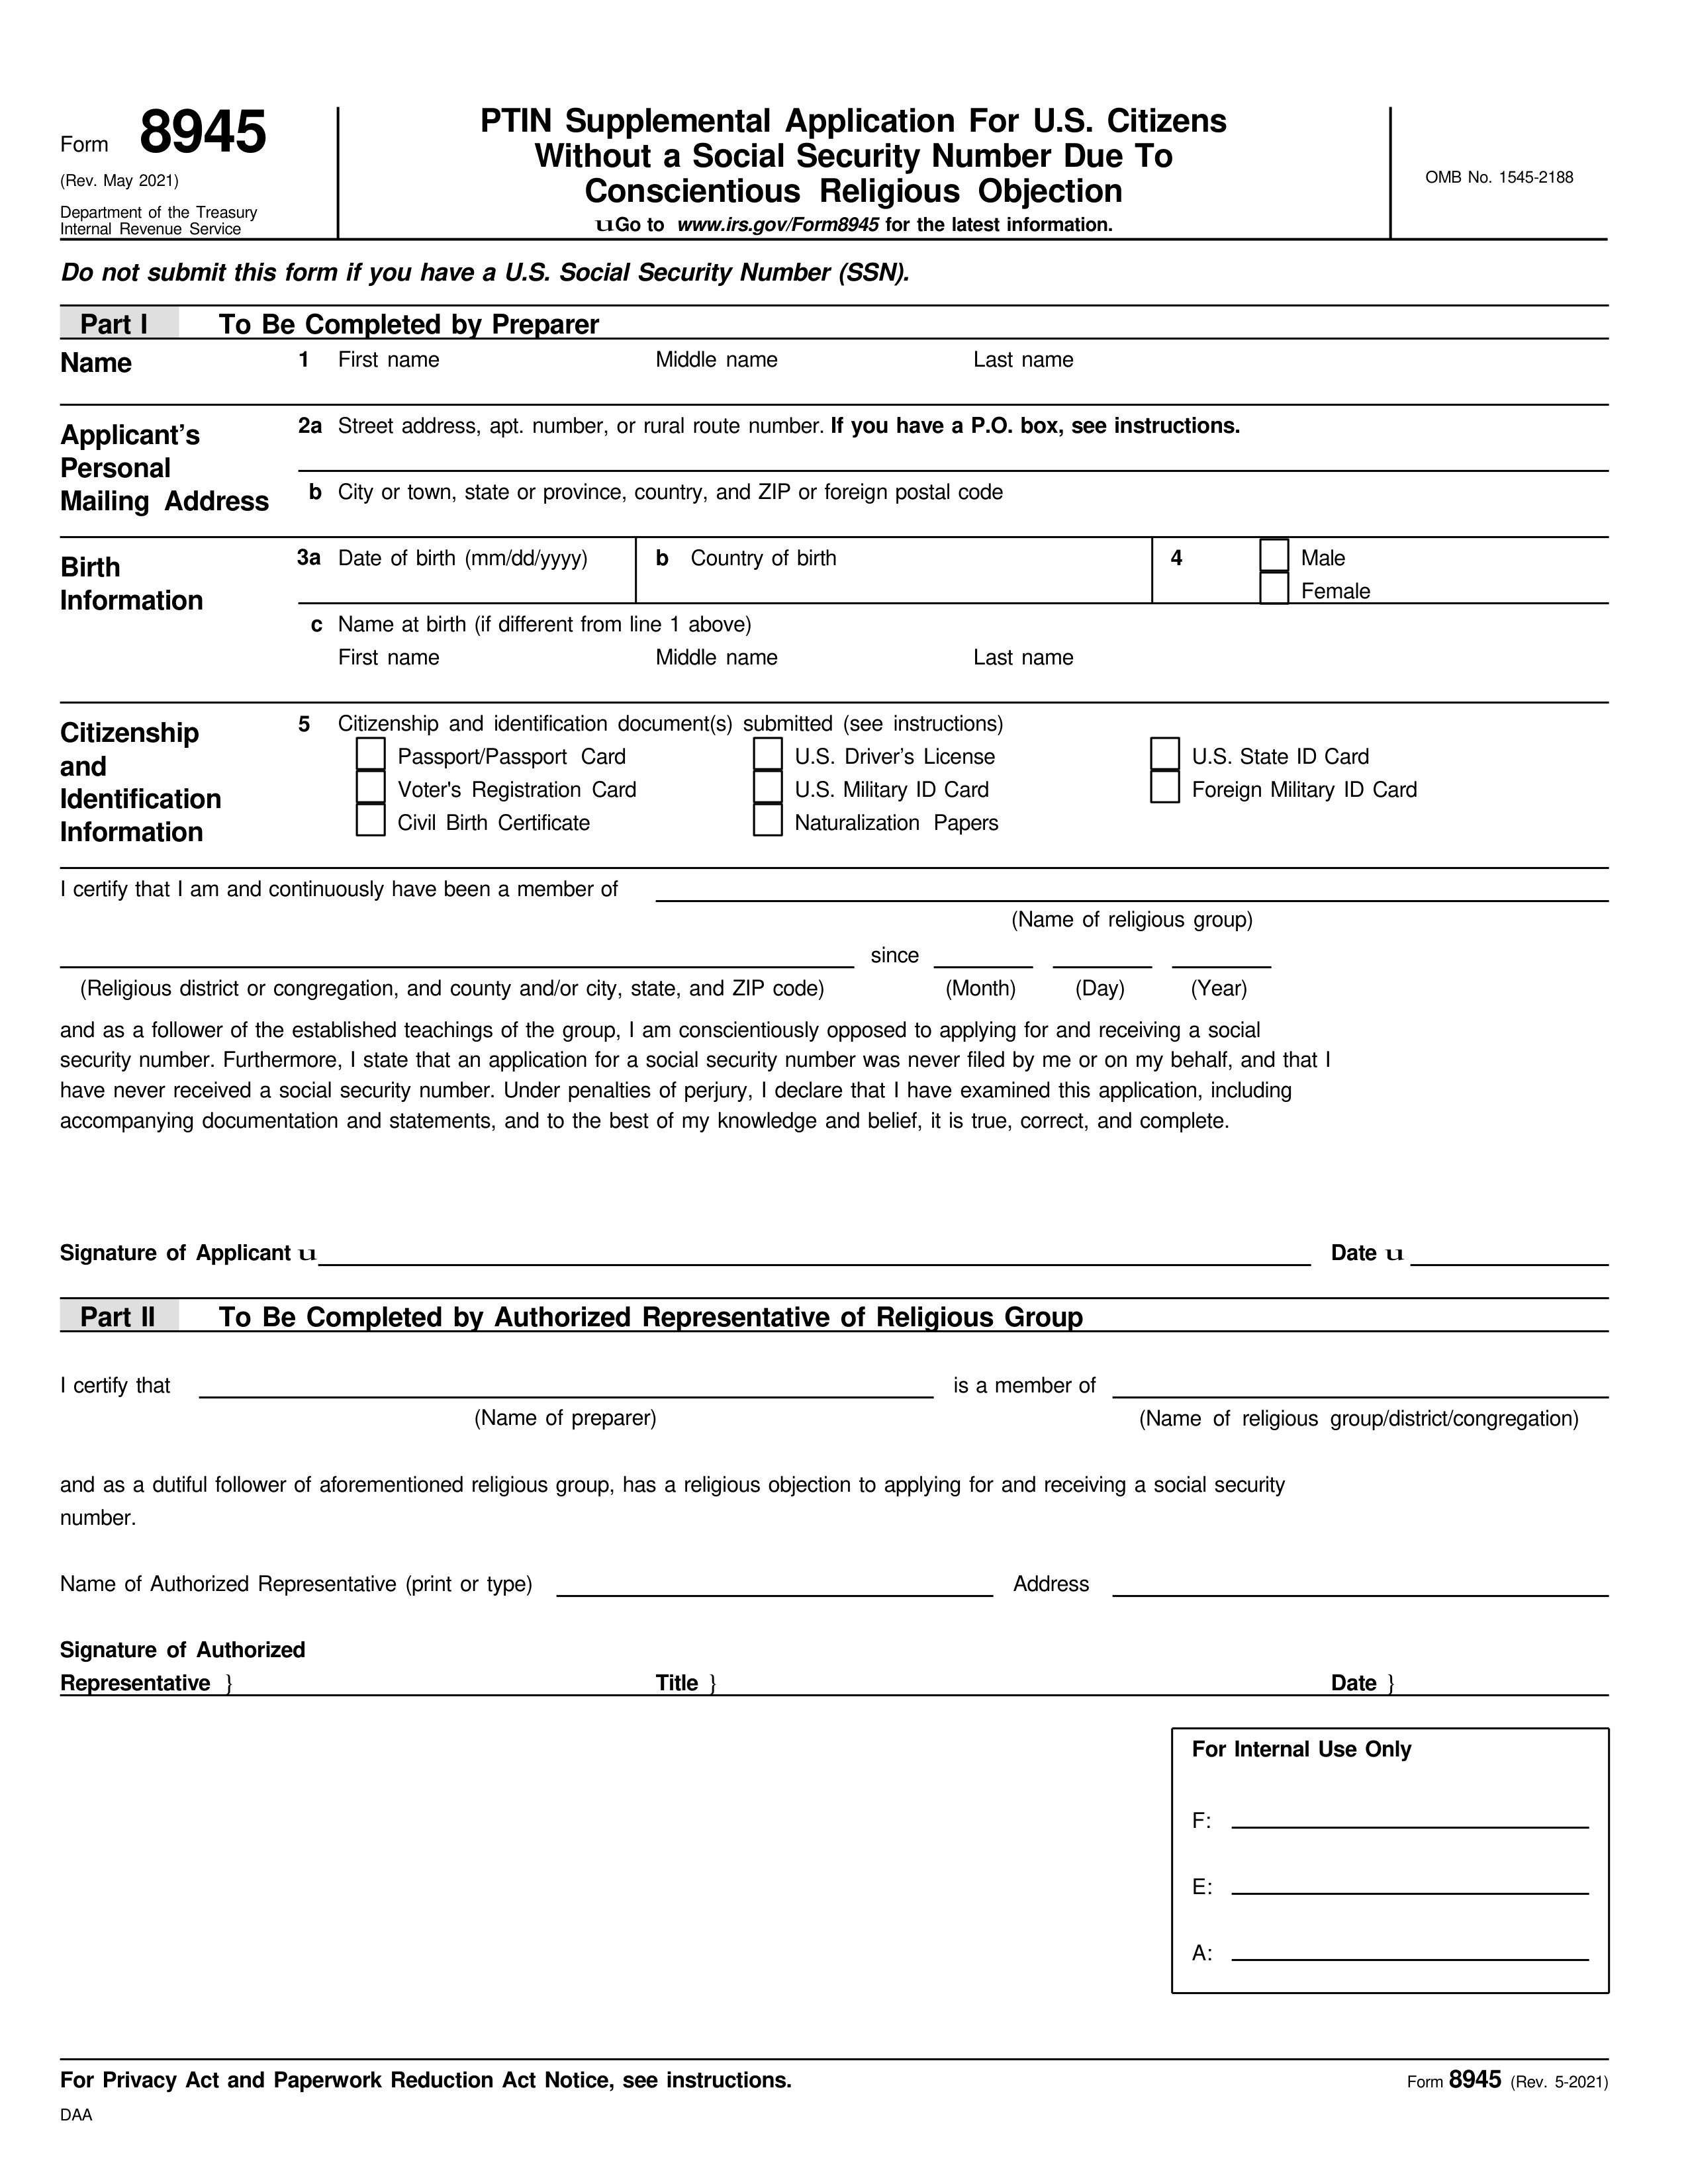 Form 8945
(Rev. May 2021)
Department of the Treasury
Internal Revenue Service
PTIN Supplemental Application For U.S. Citizens
Without a Social Security Number Due To
Conscientious Religious Objection
uGo to www.irs.gov/Form8945 for the latest information.
OMB No. 1545-2188
Do not submit this form if you have a U.S. Social Security Number (SSN).
Part I To Be Completed by Preparer
Name 1 First name Middle name Last name
Applicant's
Personal
Mailing Address
2a Street address, apt. number, or rural route number. If you have a P.O. box, see instructions.
b City or town, state or province, country, and ZIP or foreign postal code
Birth
Information
3a Date of birth (mm/dd/yyyy) b Country of birth 4 Male
Female
c Name at birth (if different from line 1 above)
First name Middle name Last name
Citizenship
and
Identification
Information
5 Citizenship and identification document(s) submitted (see instructions)
Passport/Passport Card U.S. Driver's License U.S. State ID Card
Voter's Registration Card U.S. Military ID Card Foreign Military ID Card
Civil Birth Certificate Naturalization Papers
I certify that I am and continuously have been a member of
(Name of religious group)
since
(Religious district or congregation, and county and/or city, state, and ZIP code) (Month) (Day) (Year)
and as a follower of the established teachings of the group, I am conscientiously opposed to applying for and receiving a social
security number. Furthermore, I state that an application for a social security number was never filed by me or on my behalf, and that I
have never received a social security number. Under penalties of perjury, I declare that I have examined this application, including
accompanying documentation and statements, and to the best of my knowledge and belief, it is true, correct, and complete.
Signature of Applicant u Date u
Part II To Be Completed by Authorized Representative of Religious Group
I certify that is a member of
(Name of preparer) (Name of religious group/district/congregation)
and as a dutiful follower of aforementioned religious group, has a religious objection to applying for and receiving a social security
number.
Name of Authorized Representative (print or type) Address
Signature of Authorized
Representative } Title } Date }
For Internal Use Only
F:
E:
A:
For Privacy Act and Paperwork Reduction Act Notice, see instructions. Form 8945 (Rev. 5-2021)
DAA